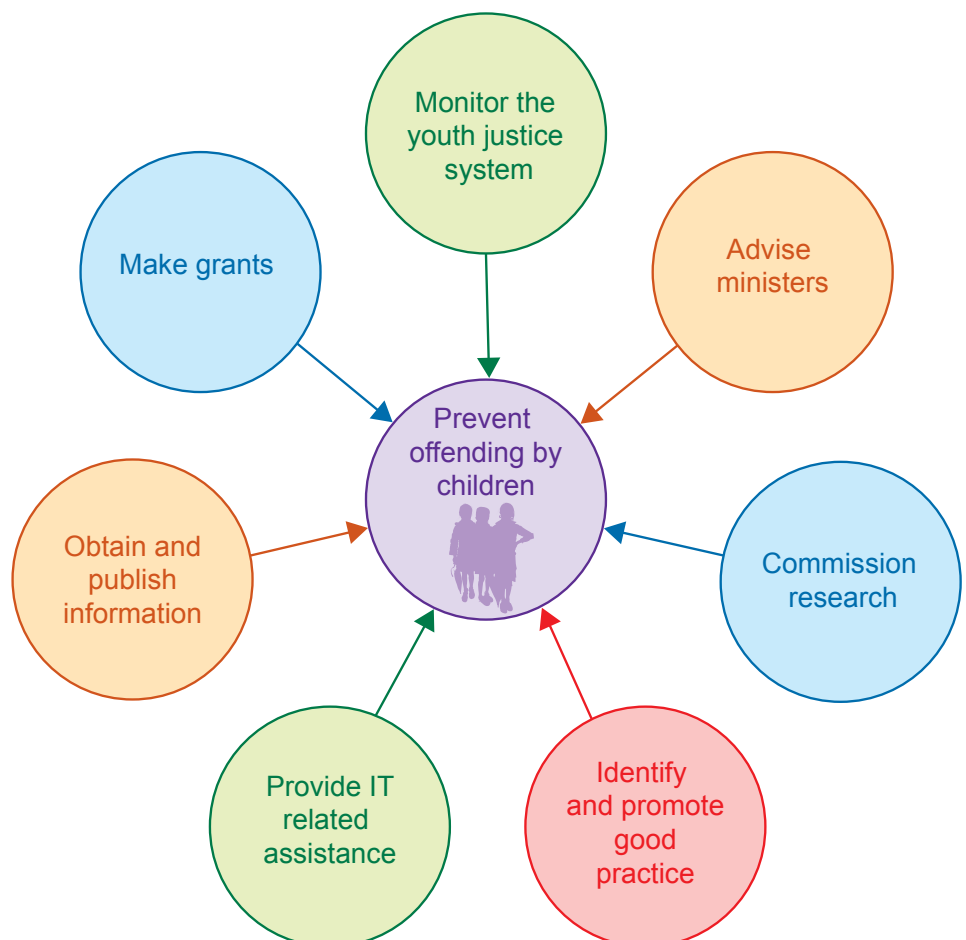 Monitor the
youth justice
system
Make grants
Advise
ministers
Prevent
offending by
children
Obtain and
publish
information
Commission
research
Provide IT
related
assistance
Identify
and promote
good
practice